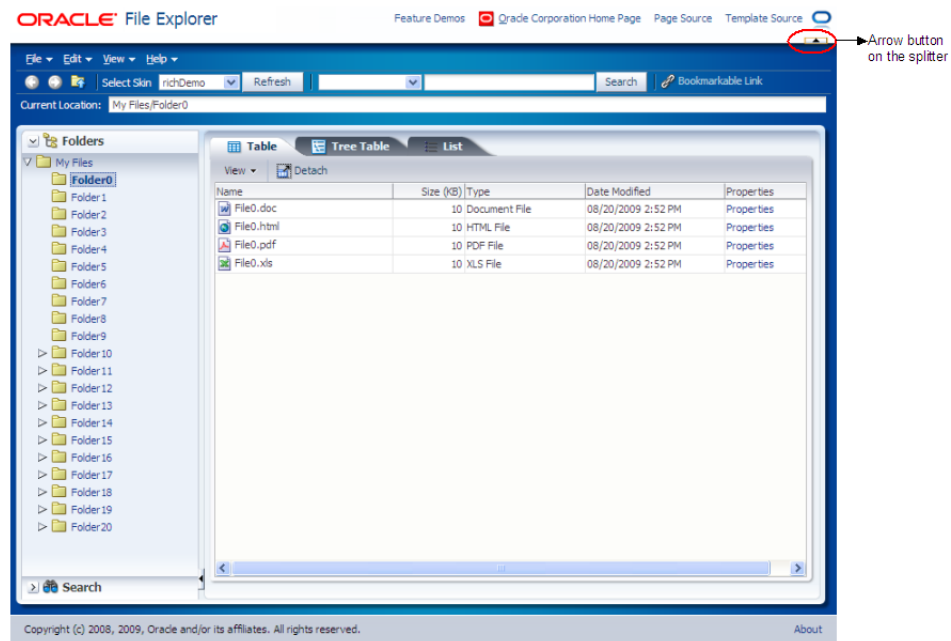 ORACLE File Explorer
Feature Demos Oracle Corporation Home Page Page Source Template Source
Arrow button
on the splitter
File Edit View Help
Select Skin richDemo Refresh Search Bookmarkable Link
Current Location: My Files/Folder0
Folders
My Files
Folder0
Folder1
Folder2
Folder3
Folder4
Folder5
Folder6
Folder7
Folder8
Folder9
Folder10
Folder11
Folder12
Folder13
Folder14
Folder15
Folder16
Folder17
Folder18
Folder19
Folder20
Search
Table Tree Table List
View Detach
Name Size (KB) Type Date Modified Properties
File0.doc 10 Document File 08/20/2009 2:52 PM Properties
File0.html 10 HTML File 08/20/2009 2:52 PM Properties
File0.pdf 10 PDF File 08/20/2009 2:52 PM Properties
File0.xls 10 XLS File 08/20/2009 2:52 PM Properties
Copyright (c) 2008, 2009, Oracle and/or its affiliates. All rights reserved. About